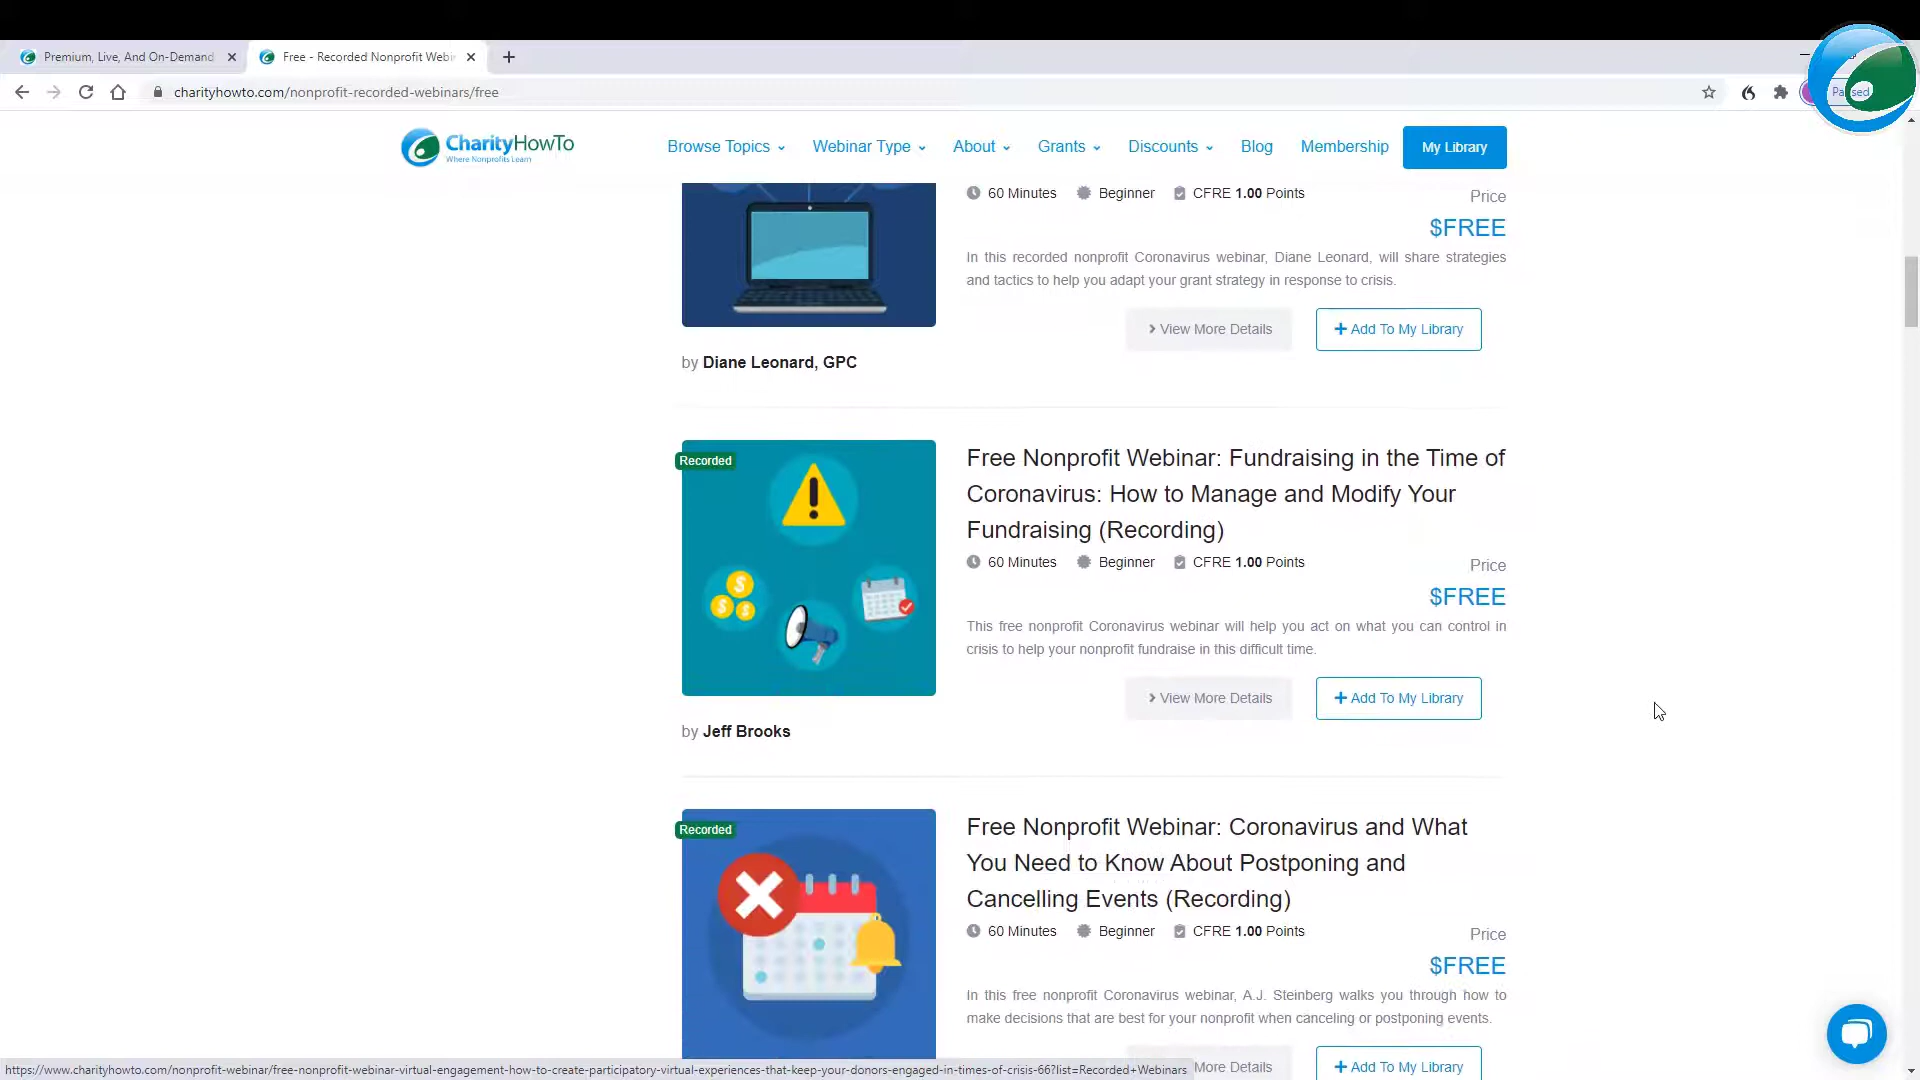 Premium, Live, And On-Demand
Free - Recorded Nonprofit Webi
charityhowto.com/nonprofit-recorded-webinars/free
CharityHowTo
Where Nonprofits Learn
Browse Topics
Webinar Type
About
Grants
Discounts
Blog
Membership
My Library
60 Minutes
Beginner
CFRE 1.00 Points
Price
$FREE
In this recorded nonprofit Coronavirus webinar, Diane Leonard, will share strategies
and tactics to help you adapt your grant strategy in response to crisis.
View More Details
+ Add To My Library
by Diane Leonard, GPC
Recorded
Free Nonprofit Webinar: Fundraising in the Time of
Coronavirus: How to Manage and Modify Your
Fundraising (Recording)
60 Minutes
Beginner
CFRE 1.00 Points
Price
$FREE
This free nonprofit Coronavirus webinar will help you act on what you can control in
crisis to help your nonprofit fundraise in this difficult time.
View More Details
+ Add To My Library
by Jeff Brooks
Recorded
Free Nonprofit Webinar: Coronavirus and What
You Need to Know About Postponing and
Cancelling Events (Recording)
60 Minutes
Beginner
CFRE 1.00 Points
Price
$FREE
In this free nonprofit Coronavirus webinar, A.J. Steinberg walks you through how to
make decisions that are best for your nonprofit when canceling or postponing events.
More Details
+ Add To My Library
https://www.charityhowto.com/nonprofit-webinar/free-nonprofit-webinar-virtual-engagement-how-to-create-participatory-virtual-experiences-that-keep-your-donors-engaged-in-times-of-crisis-66?list=Recorded+Webinars